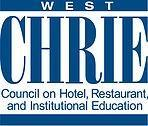 WEST
CHRIE
Council on Hotel, Restaurant,
and Institutional Education